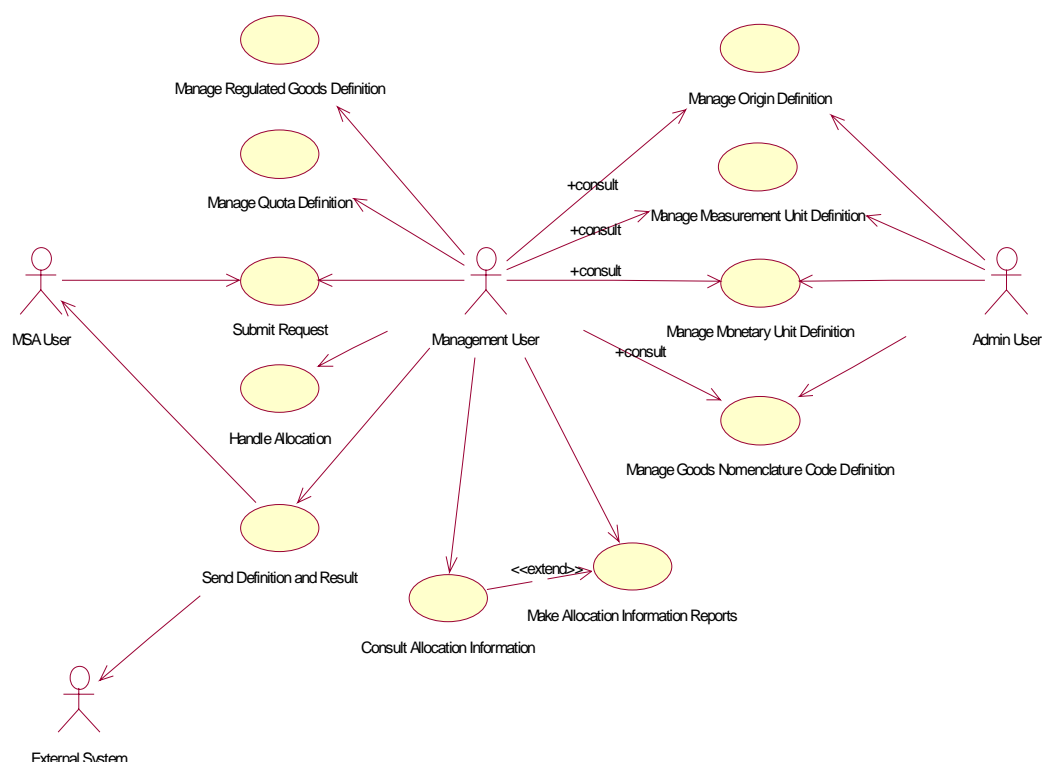 Manage Regulated Goods Definition
Manage Origin Definition
+consult
Manage Quota Definition
Manage Measurement Unit Definition
+consult
+consult
Submit Request
Manage Monetary Unit Definition
MSA User
Management User
Admin User
+consult
Handle Allocation
Manage Goods Nomenclature Code Definition
<<extend>>
Send Definition and Result
Make Allocation Information Reports
Consult Allocation Information
External System